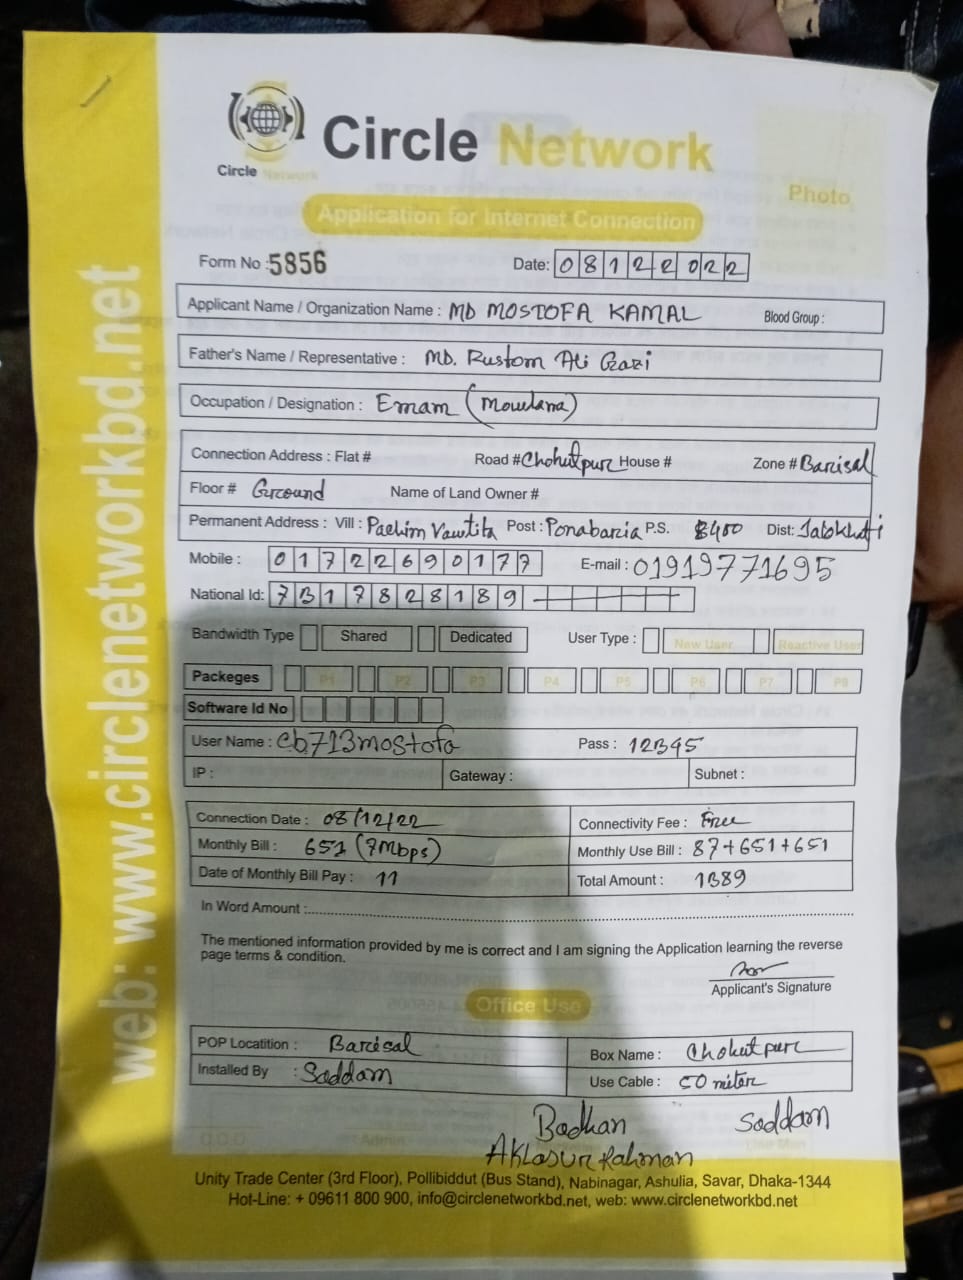 Circle Network
Circle Network
Photo
Application for Internet Connection
Form No : 5856 Date: 08122022
Applicant Name / Organization Name : MD MOSTOFA KAMAL Blood Group :
Father's Name / Representative : MD. Rustom Ali Gazi
Occupation / Designation : Emam (Mowlana)
Connection Address : Flat # Road # Chohutpur House # Zone # Barisal
Floor # Ground Name of Land Owner #
Permanent Address : Vill : Pachim Vawtita Post : Ponabaria P.S. 8400 Dist: Jalokhati
Mobile : 01722690177 E-mail : 01919771695
National Id: 7317828189
Bandwidth Type Shared Dedicated User Type : New User Reactive User
Packeges P1 P2 P3 P4 P5 P6 P7 P8
Software Id No
User Name : Cb713mostofa Pass : 12345
IP : Gateway : Subnet :
Connection Date : 08/12/22 Connectivity Fee : Free
Monthly Bill : 651 (7Mbps) Monthly Use Bill : 87+651+651
Date of Monthly Bill Pay : 11 Total Amount : 1389
In Word Amount :
The mentioned information provided by me is correct and I am signing the Application learning the reverse
page terms & condition.
Applicant's Signature
Office Use
POP Locatition : Barisal Box Name : Chohutpur
Installed By : Saddam Use Cable : 50 miter
Badhan Saddam
Aklasur Rahman
Unity Trade Center (3rd Floor), Pollibiddut (Bus Stand), Nabinagar, Ashulia, Savar, Dhaka-1344
Hot-Line: + 09611 800 900, info@circlenetworkbd.net, web: www.circlenetworkbd.net
web: www.circlenetworkbd.net